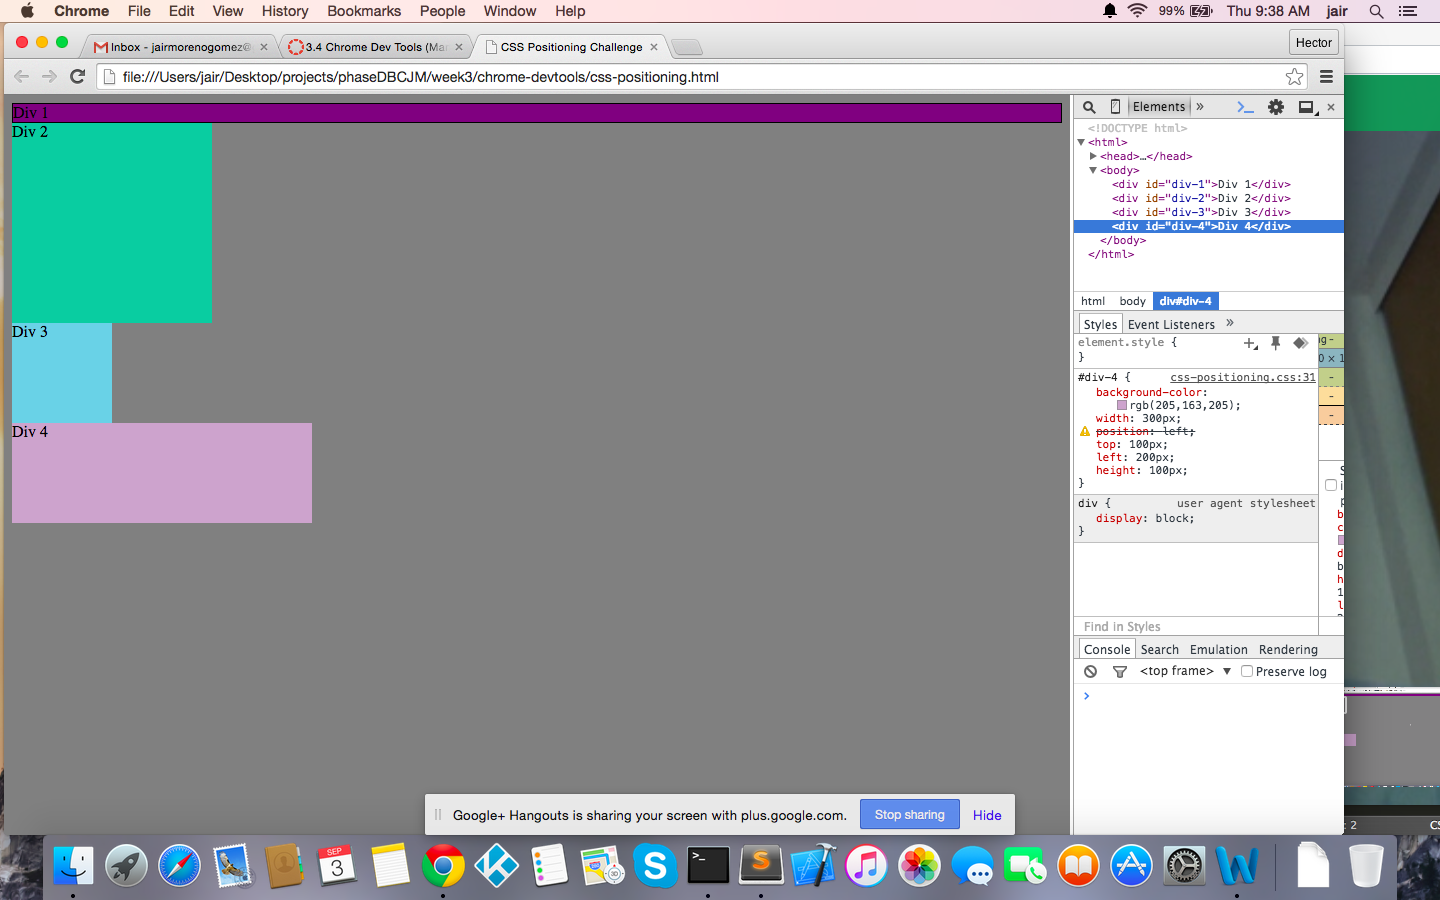 Chrome File Edit View History Bookmarks People Window Help 99% Thu 9:38 AM jair
Inbox - jairmorenogomez@ 3.4 Chrome Dev Tools (Ma CSS Positioning Challenge Hector
file:///Users/jair/Desktop/projects/phaseDBCJM/week3/chrome-devtools/css-positioning.html
Div 1
Div 2
Div 3
Div 4
Elements »
<!DOCTYPE html>
<html>
<head>…</head>
<body>
<div id="div-1">Div 1</div>
<div id="div-2">Div 2</div>
<div id="div-3">Div 3</div>
<div id="div-4">Div 4</div>
</body>
</html>
html body div#div-4
Styles Event Listeners »
element.style {
}
#div-4 { css-positioning.css:31
background-color:
rgb(205,163,205);
width: 300px;
position: left;
top: 100px;
left: 200px;
height: 100px;
}
div { user agent stylesheet
display: block;
}
Find in Styles
Console Search Emulation Rendering
<top frame> ▼ Preserve log
>
Google+ Hangouts is sharing your screen with plus.google.com. Stop sharing Hide
SEP
3